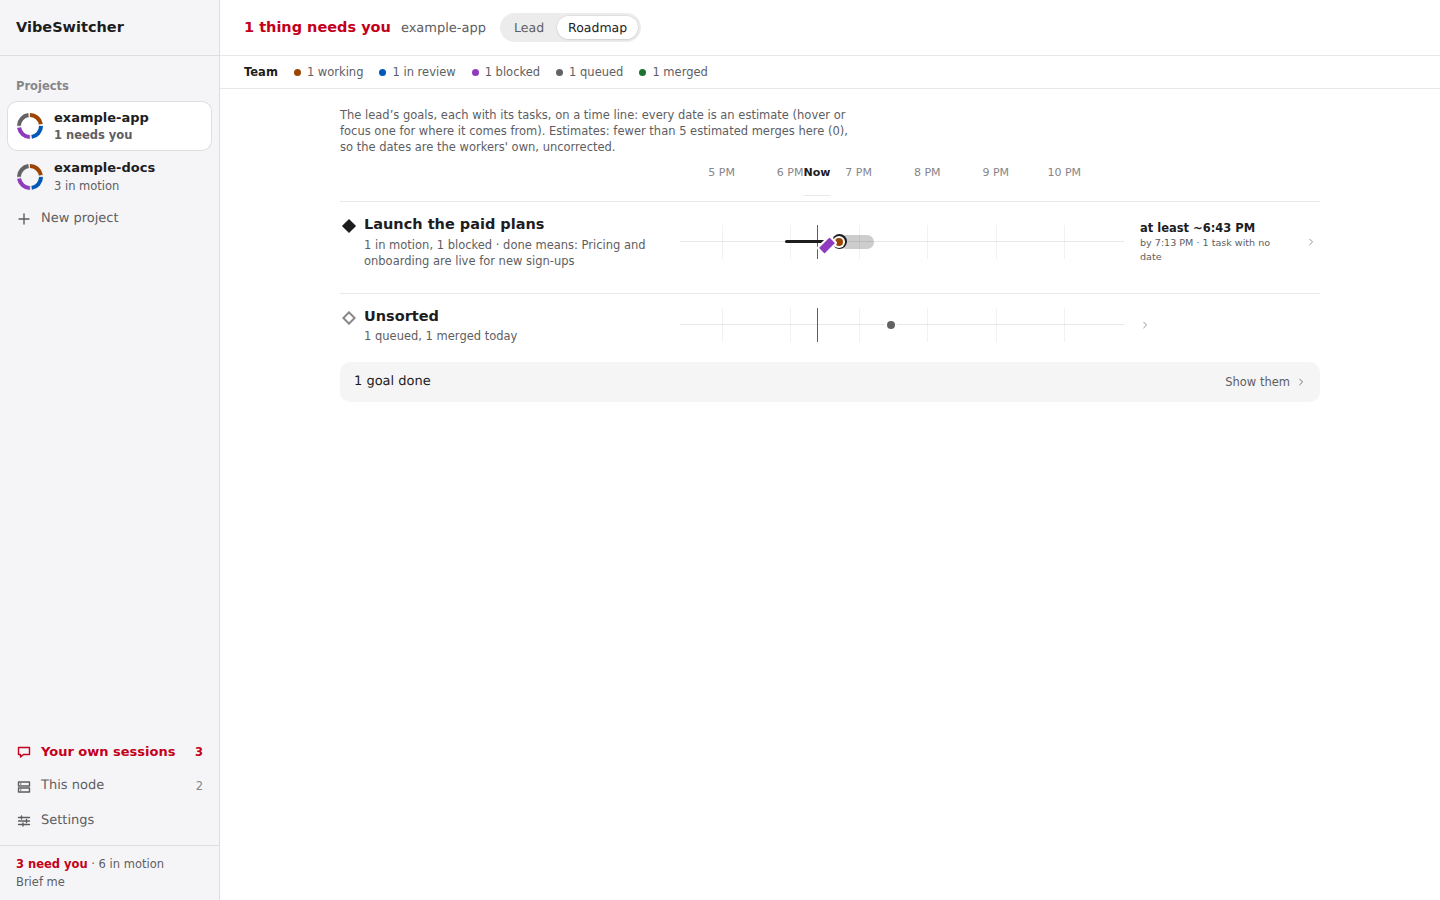 VibeSwitcher
Projects
example-app
1 needs you
example-docs
3 in motion
New project
Your own sessions 3
This node 2
Settings
3 need you · 6 in motion
Brief me
1 thing needs you example-app Lead Roadmap
Team 1 working 1 in review 1 blocked 1 queued 1 merged
The lead’s goals, each with its tasks, on a time line: every date is an estimate (hover or
focus one for where it comes from). Estimates: fewer than 5 estimated merges here (0),
so the dates are the workers' own, uncorrected.
5 PM 6 PM Now 7 PM 8 PM 9 PM 10 PM
Launch the paid plans
1 in motion, 1 blocked · done means: Pricing and
onboarding are live for new sign-ups
at least ~6:43 PM
by 7:13 PM · 1 task with no
date
Unsorted
1 queued, 1 merged today
1 goal done Show them